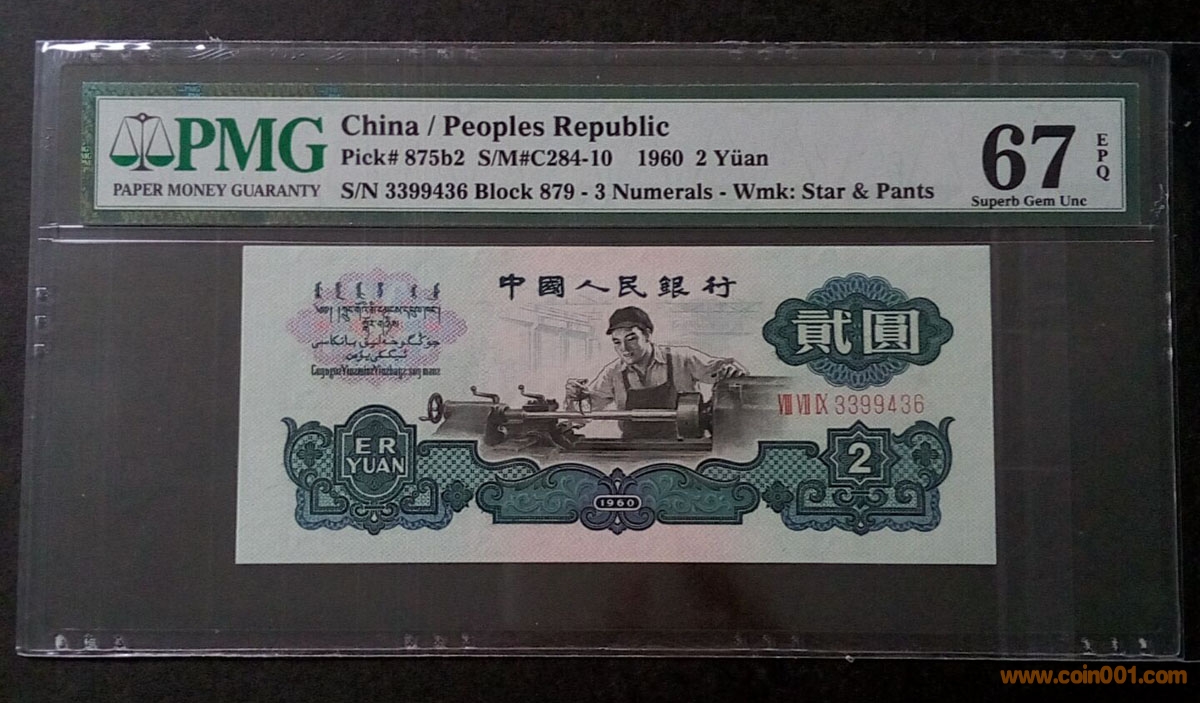 PMG
PAPER MONEY GUARANTY
China / Peoples Republic
Pick# 875b2 S/M#C284-10 1960 2 Yüan
S/N 3399436 Block 879 - 3 Numerals - Wmk: Star & Pants
67
EPQ
Superb Gem Unc
中國人民銀行
貳圓
VIII VII IX 3399436
ER
YUAN
2
1960
www.coin001.com